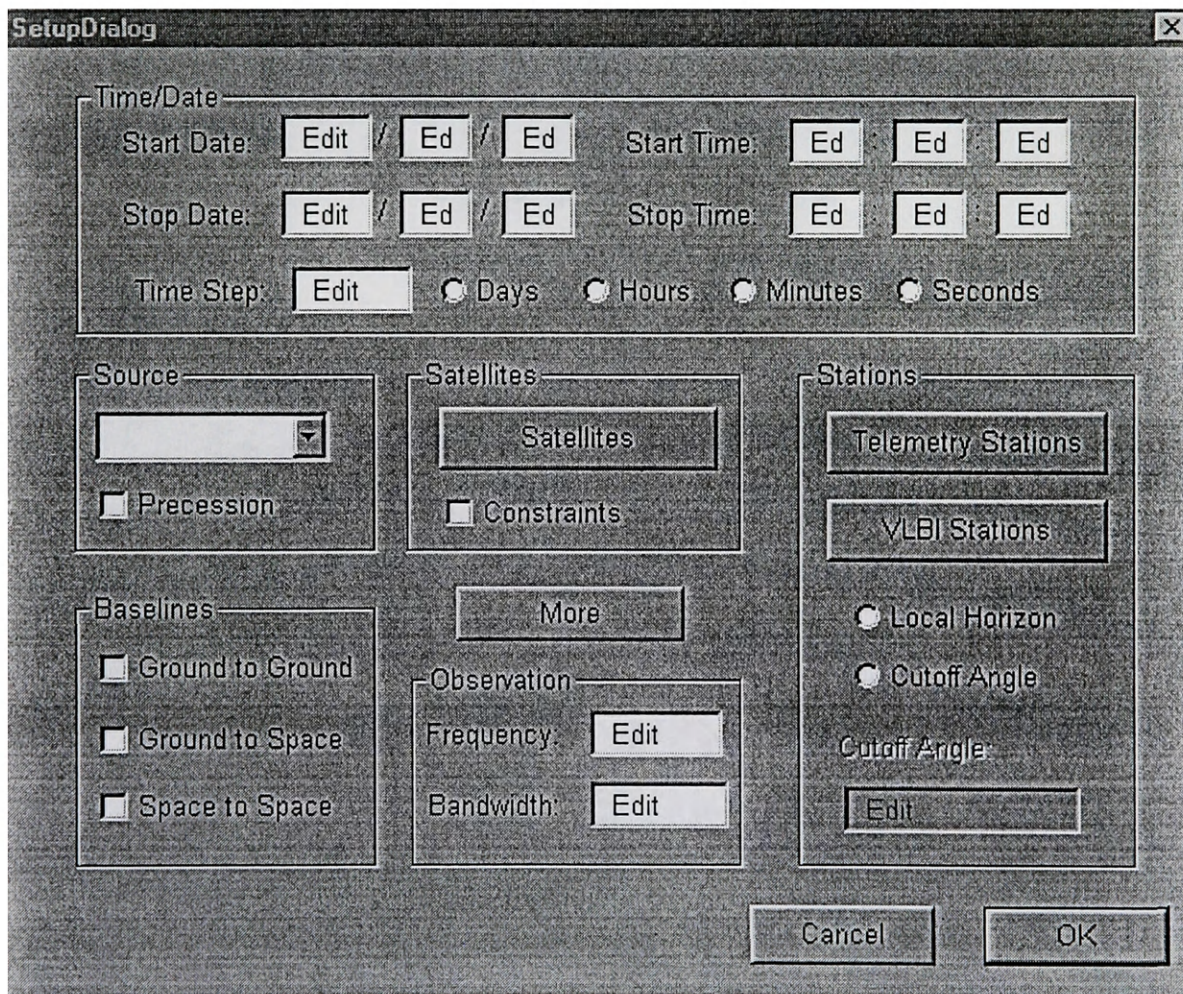 SetupDialog
Time/Date
Start Date: Edit / Ed / Ed Start Time: Ed : Ed : Ed
Stop Date: Edit / Ed / Ed Stop Time: Ed : Ed : Ed
Time Step: Edit Days Hours Minutes Seconds
Source
Precession
Satellites
Satellites
Constraints
Stations
Telemetry Stations
VLBI Stations
Local Horizon
Cutoff Angle
Cutoff Angle:
Edit
Baselines
Ground to Ground
Ground to Space
Space to Space
More
Observation
Frequency: Edit
Bandwidth: Edit
Cancel OK